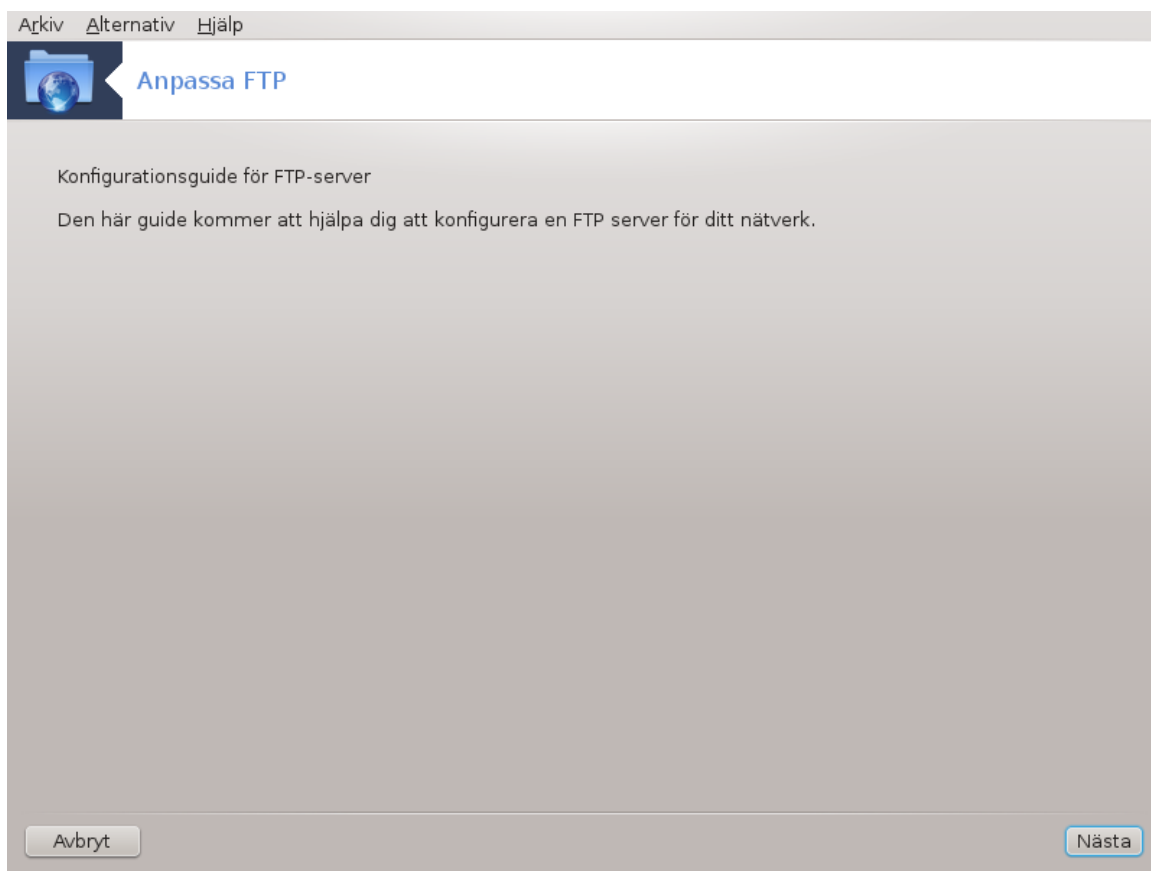 Arkiv Alternativ Hjälp
Anpassa FTP
Konfigurationsguide för FTP-server
Den här guide kommer att hjälpa dig att konfigurera en FTP server för ditt nätverk.
Avbryt Nästa